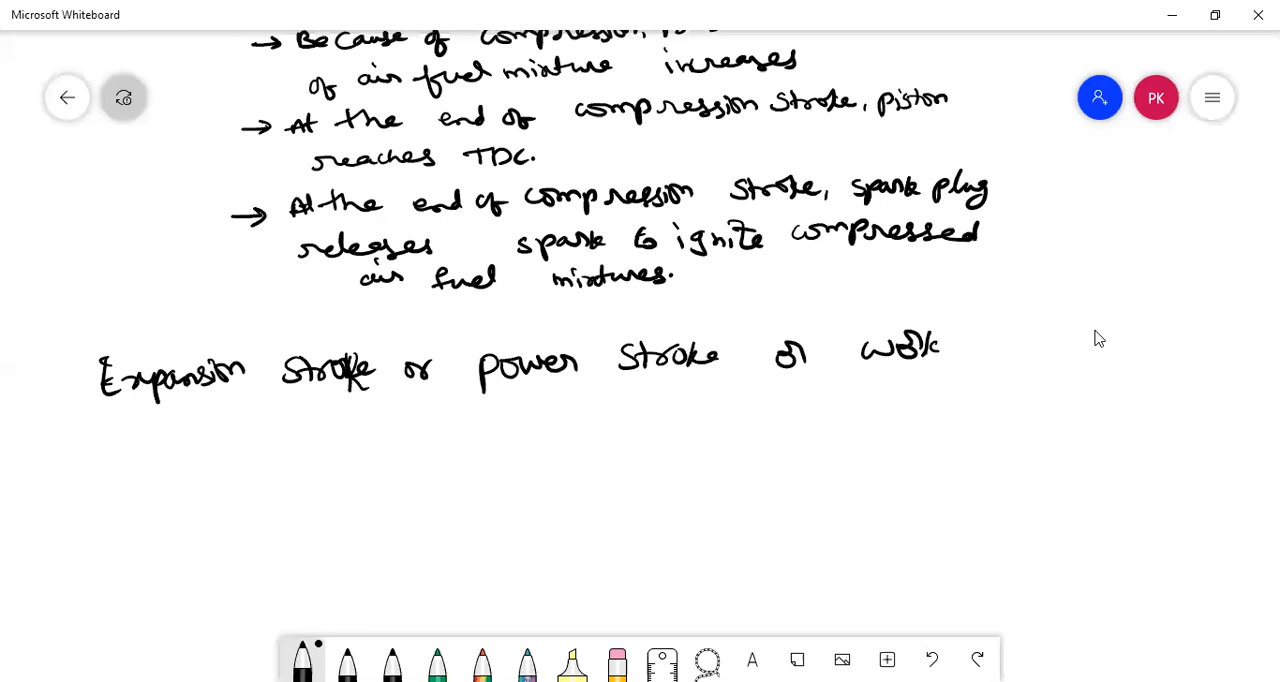 Microsoft Whiteboard
→ Because of compression,
of air fuel mixture increases
PK
→ At the end of compression stroke, piston
reaches TDC.
→ At the end of compression stroke, spark plug
releases spark to ignite compressed
air fuel mixtures.
Expansion stroke or power stroke or work
A